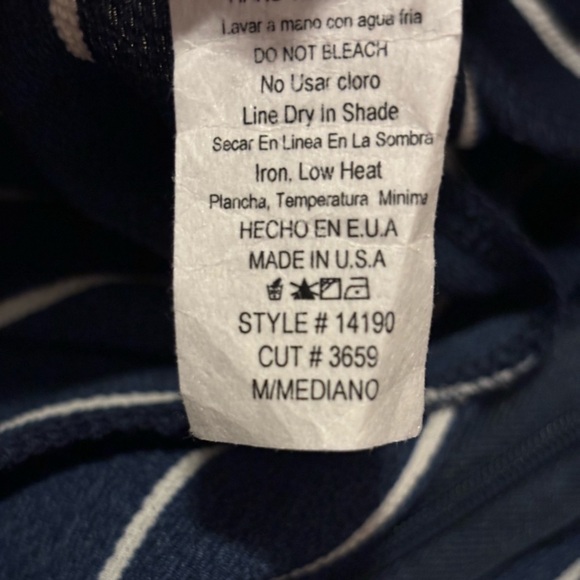 Lavar a mano con agua fria
DO NOT BLEACH
No Usar cloro
Line Dry In Shade
Secar En Linea En La Sombra
Iron, Low Heat
Plancha, Temperatura Minima
HECHO EN E.U.A
MADE IN U.S.A
STYLE # 14190
CUT # 3659
M/MEDIANO